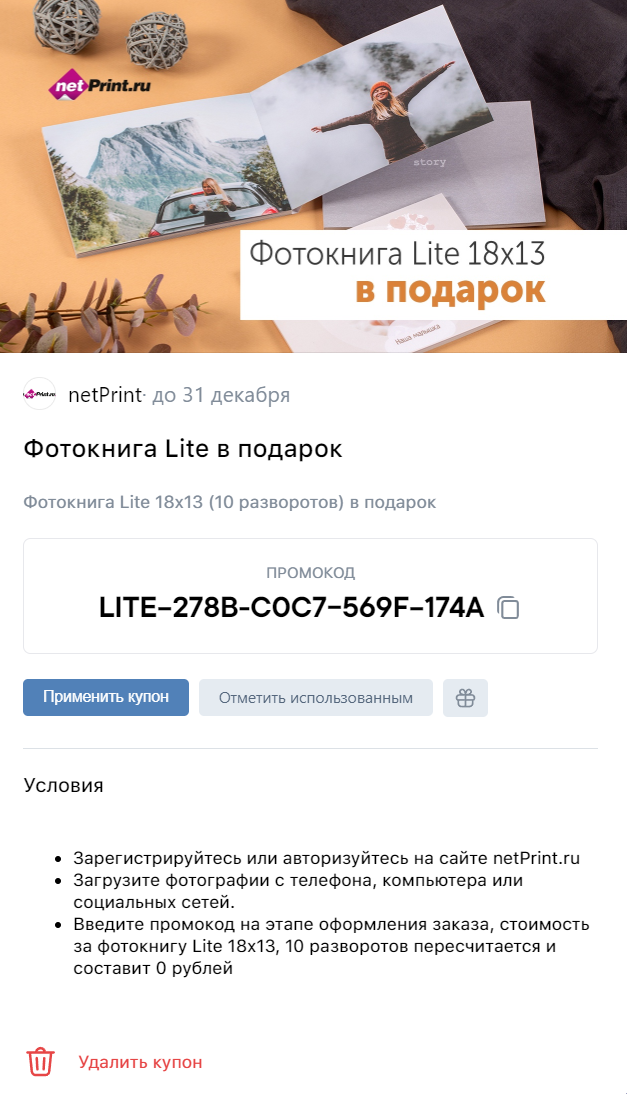 netPrint.ru
story
Фотокнига Lite 18x13
в подарок
Наша малышка
netPrint· до 31 декабря
Фотокнига Lite в подарок
Фотокнига Lite 18x13 (10 разворотов) в подарок
ПРОМОКОД
LITE-278B-C0C7-569F-174A
Применить купон
Отметить использованным
Условия
• Зарегистрируйтесь или авторизуйтесь на сайте netPrint.ru
• Загрузите фотографии с телефона, компьютера или
социальных сетей.
• Введите промокод на этапе оформления заказа, стоимость
за фотокнигу Lite 18x13, 10 разворотов пересчитается и
составит 0 рублей
Удалить купон